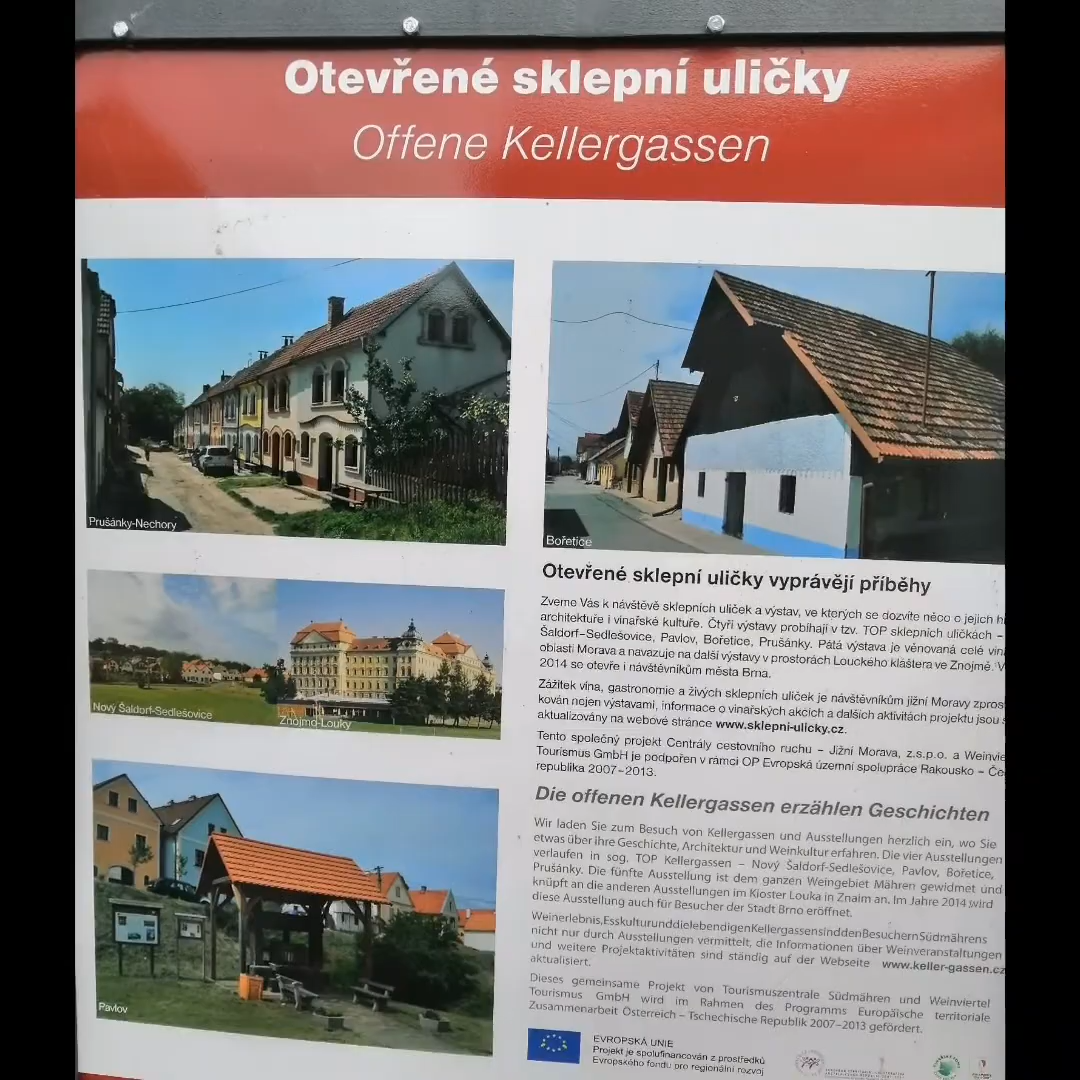 Otevřené sklepní uličky
Offene Kellergassen
Prušánky-Nechory
Bořetice
Nový Šaldorf-Sedlešovice
Znojmo-Louky
Pavlov
Otevřené sklepní uličky vyprávějí příběhy
Zveme Vás k návštěvě sklepních uliček a výstav, ve kterých se dozvíte něco o jejich
architektuře i vinařské kultuře. Čtyři výstavy probíhají v tzv. TOP sklepních uličkách –
Šaldorf–Sedlešovice, Pavlov, Bořetice, Prušánky. Pátá výstava je věnovaná celé
oblasti Morava a navazuje na další výstavy v prostorách Louckého kláštera ve Znojmě. V
2014 se otevře i návštěvníkům města Brna.
Zážitek vína, gastronomie a živých sklepních uliček je návštěvníkům jižní Moravy
kován nejen výstavami, informace o vinařských akcích a dalších aktivitách projektu jsou
aktualizovány na webové stránce www.sklepni-ulicky.cz.
Tento společný projekt Centrály cestovního ruchu – Jižní Morava, z.s.p.o. a
Tourismus GmbH je podpořen v rámci OP Evropská územní spolupráce Rakousko –
republika 2007–2013.
Die offenen Kellergassen erzählen Geschichten
Wir laden Sie zum Besuch von Kellergassen und Ausstellungen herzlich ein, wo Sie
etwas über ihre Geschichte, Architektur und Weinkultur erfahren. Die vier Ausstellungen
verlaufen in sog. TOP Kellergassen – Nový Šaldorf-Sedlešovice, Pavlov, Bořetice,
Prušánky. Die fünfte Ausstellung ist dem ganzen Weingebiet Mähren gewidmet und
knüpft an die anderen Ausstellungen im Kloster Louka in Znaim an. Im Jahre 2014 wird
diese Ausstellung auch für Besucher der Stadt Brno eröffnet.
Weinerlebnis,EsskulturunddielebendigenKellergassensinddenBesuchernSüdmährens
nicht nur durch Ausstellungen vermittelt, die Informationen über Weinveranstaltungen
und weitere Projektaktivitäten sind ständig auf der Webseite www.keller-gassen.cz
aktualisiert.
Dieses gemeinsame Projekt von Tourismuszentrale Südmähren und Weinviertel
Tourismus GmbH wird im Rahmen des Programms Europäische territoriale
Zusammenarbeit Österreich – Tschechische Republik 2007–2013 gefördert.
EVROPSKÁ UNIE
Projekt je spolufinancován z prostředků
Evropského fondu pro regionální rozvoj